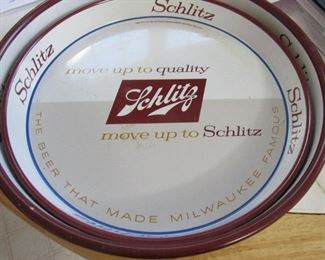 Schlitz
Schlitz
Schlitz
move up to quality
Schlitz
move up to Schlitz
THE BEER THAT MADE MILWAUKEE FAMOUS